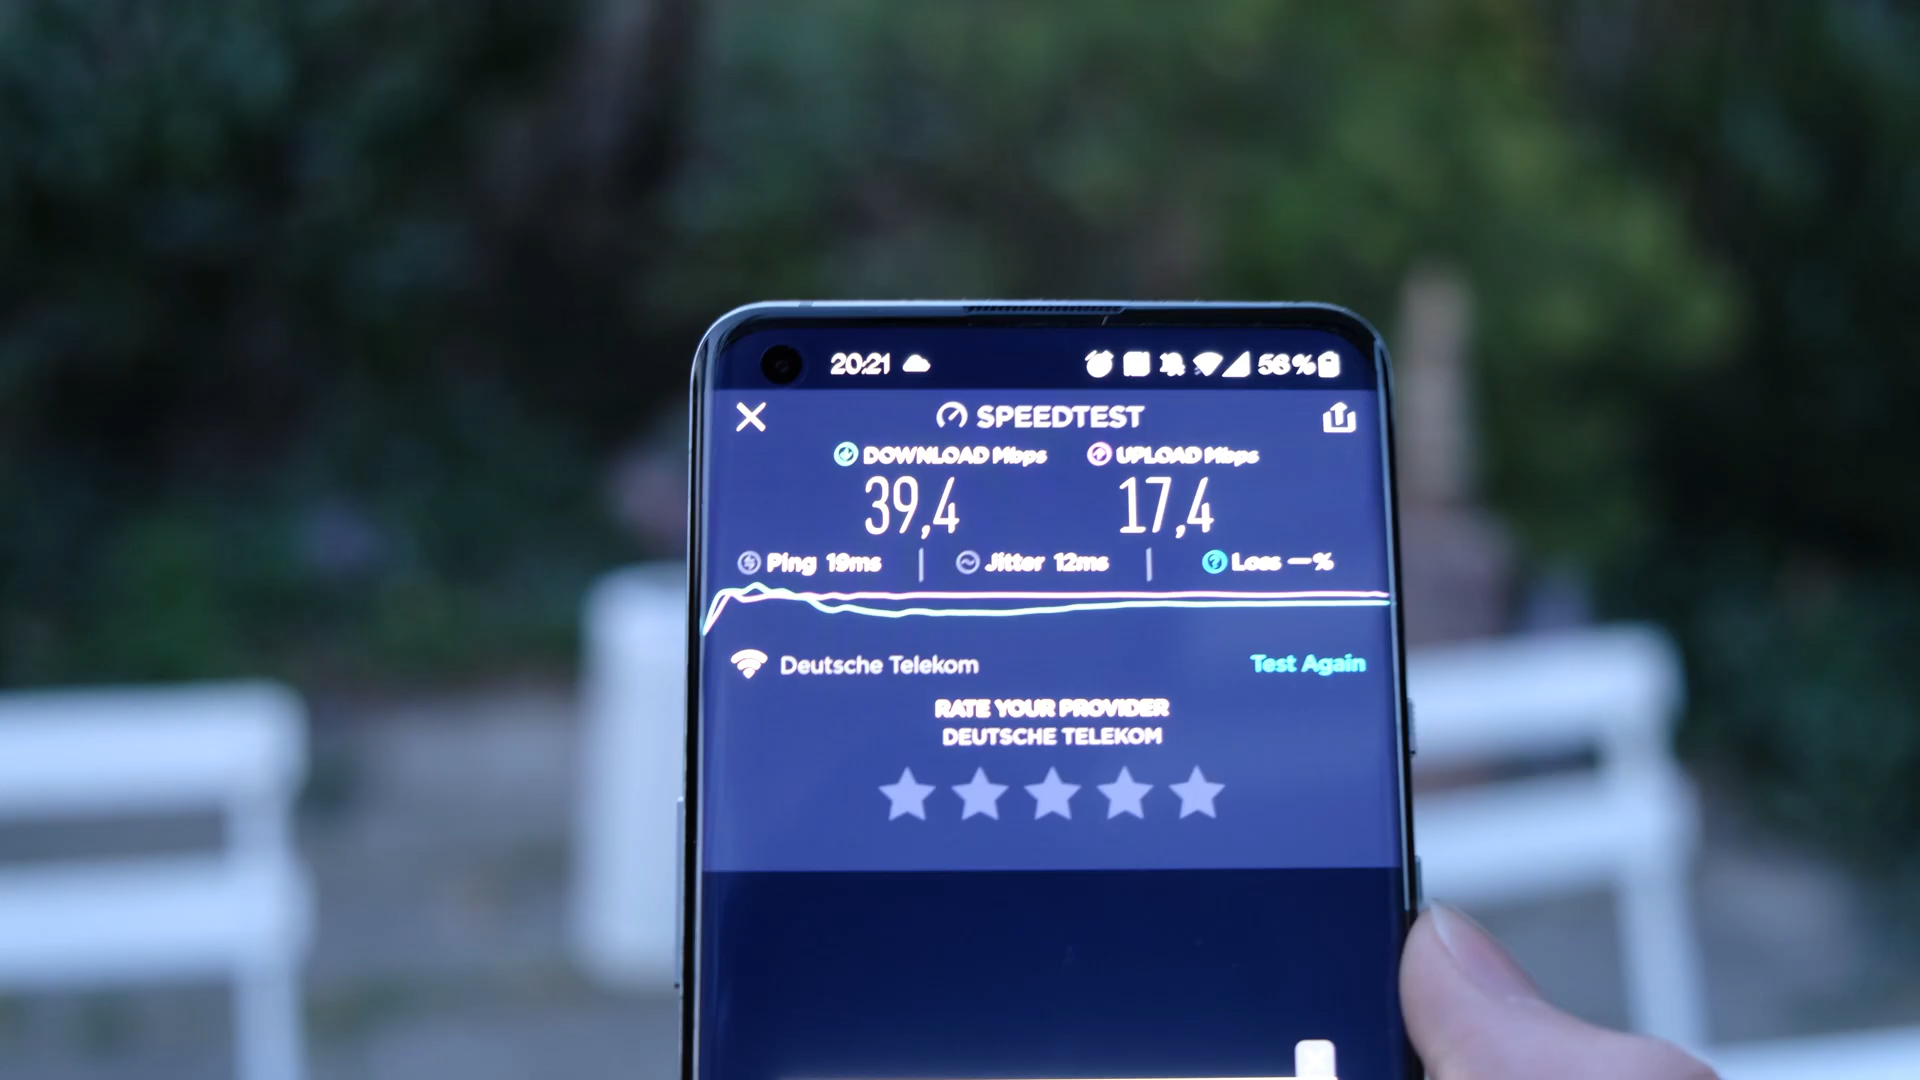 20:21 56%
SPEEDTEST
DOWNLOAD Mbps UPLOAD Mbps
39,4 17,4
Ping 19ms | Jitter 12ms | Loss —%
Deutsche Telekom Test Again
RATE YOUR PROVIDER
DEUTSCHE TELEKOM